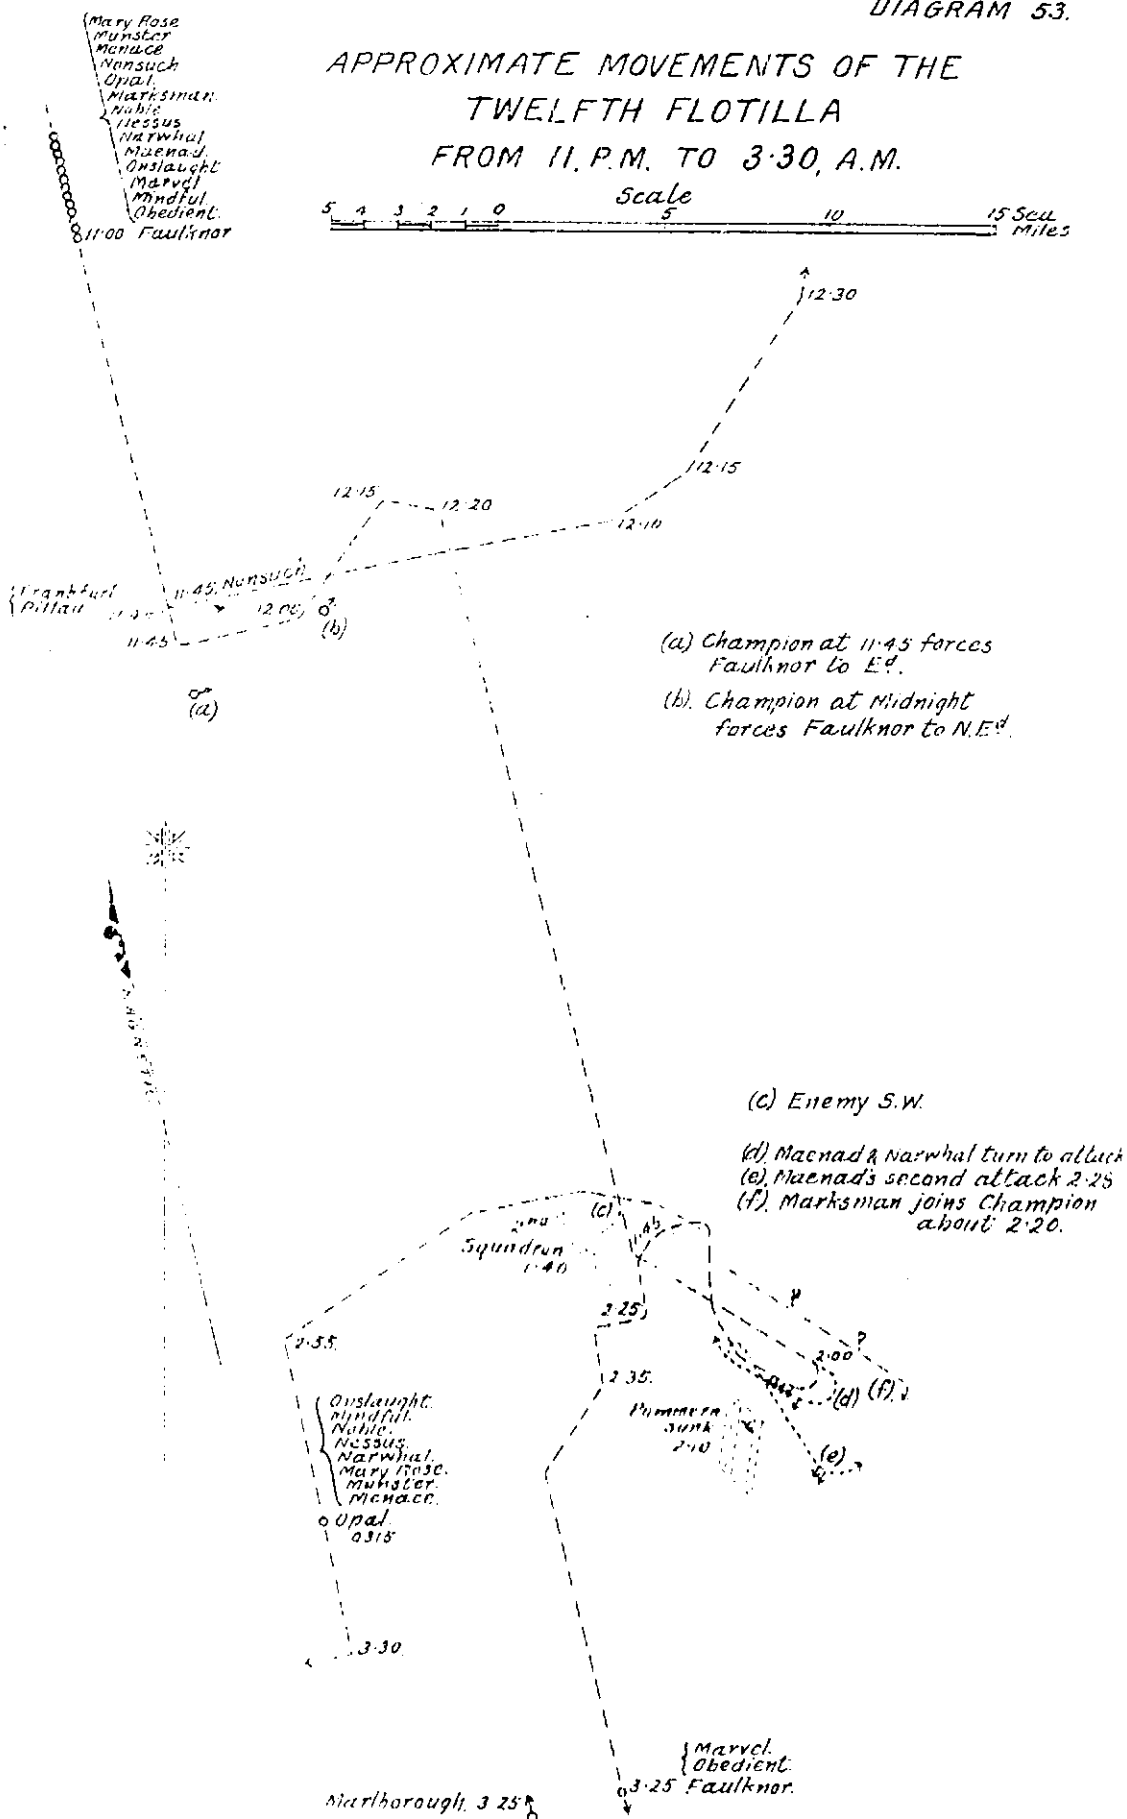 DIAGRAM 53.
APPROXIMATE MOVEMENTS OF THE
TWELFTH FLOTILLA
FROM 11, P.M. TO 3·30, A.M.
Scale
5 4 3 2 1 0 5 10 15 Sea
Miles
Mary Rose
Munster
Menace
Nonsuch
Opal.
Marksman.
Noble
Nessus
Narwhal
Maenad.
Onslaught
Marvel
Mindful.
Obedient.
11·00 Faulknor
12·30
12·15
12·15
12·20
12·10
Frankfurt
Pillau
11·45 Nonsuch
12·00
(b)
11·45
(a)
(a) Champion at 11·45 forces
Faulknor to Eᵈ.
(b). Champion at Midnight
forces Faulknor to N.Eᵈ.
MAGNETIC
(c) Enemy S.W.
(d). Maenad & Narwhal turn to attack
(e). Maenad's second attack 2·25
(f). Marksman joins Champion
about 2·20.
2nd
Squadron
1·40
(c)
2·25
2·55.
2·35.
?
2·00
(d)
(f)
(e)
Pommern
sunk
2·10
Onslaught.
Mindful.
Noble.
Nessus.
Narwhal.
Mary Rose.
Munster.
Menace.
Opal.
0315
3·30
Marvel.
Obedient.
3·25 Faulknor.
Marlborough. 3 25